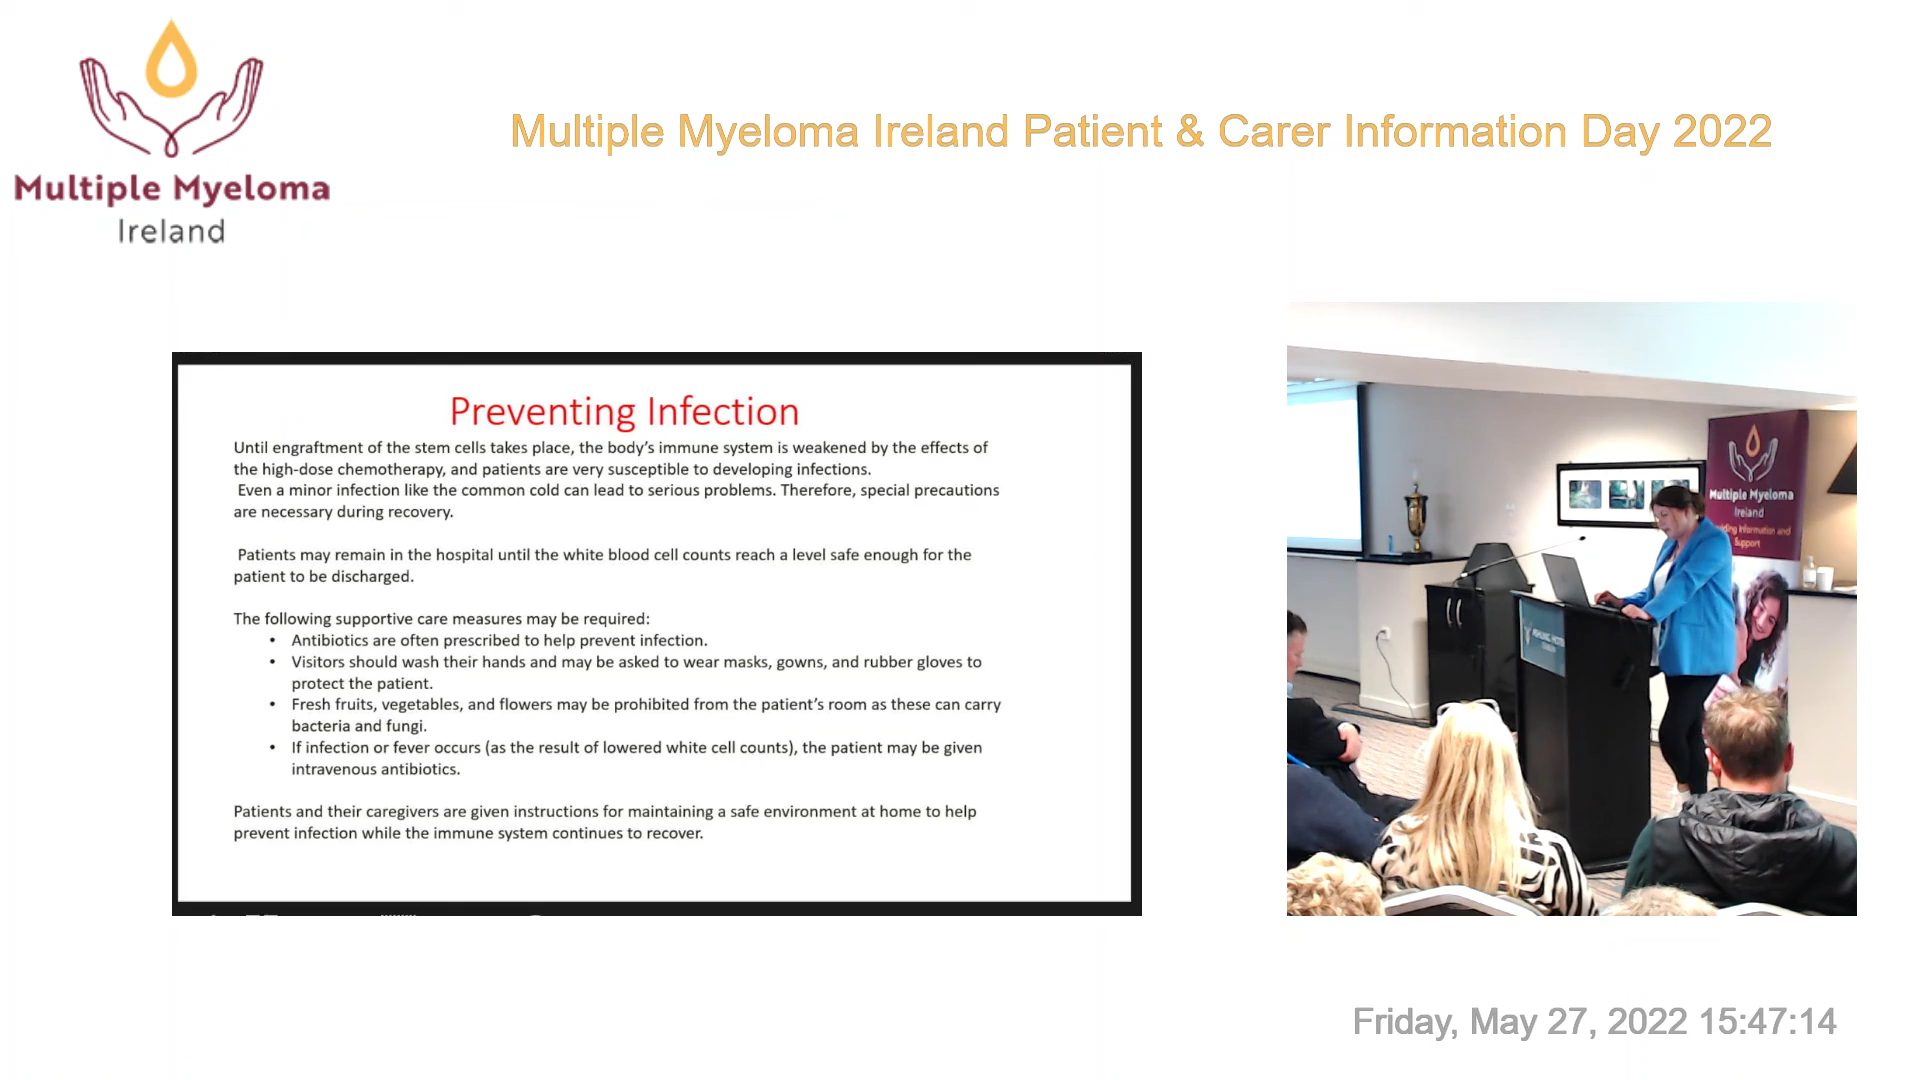 Multiple Myeloma
Ireland
Multiple Myeloma Ireland Patient & Carer Information Day 2022
Preventing Infection
Until engraftment of the stem cells takes place, the body's immune system is weakened by the effects of
the high-dose chemotherapy, and patients are very susceptible to developing infections.
Even a minor infection like the common cold can lead to serious problems. Therefore, special precautions
are necessary during recovery.
Patients may remain in the hospital until the white blood cell counts reach a level safe enough for the
patient to be discharged.
The following supportive care measures may be required:
• Antibiotics are often prescribed to help prevent infection.
• Visitors should wash their hands and may be asked to wear masks, gowns, and rubber gloves to
protect the patient.
• Fresh fruits, vegetables, and flowers may be prohibited from the patient's room as these can carry
bacteria and fungi.
• If infection or fever occurs (as the result of lowered white cell counts), the patient may be given
intravenous antibiotics.
Patients and their caregivers are given instructions for maintaining a safe environment at home to help
prevent infection while the immune system continues to recover.
Multiple Myeloma
Ireland
Information and
Support
ASHLING HOTEL
DUBLIN
Friday, May 27, 2022 15:47:14